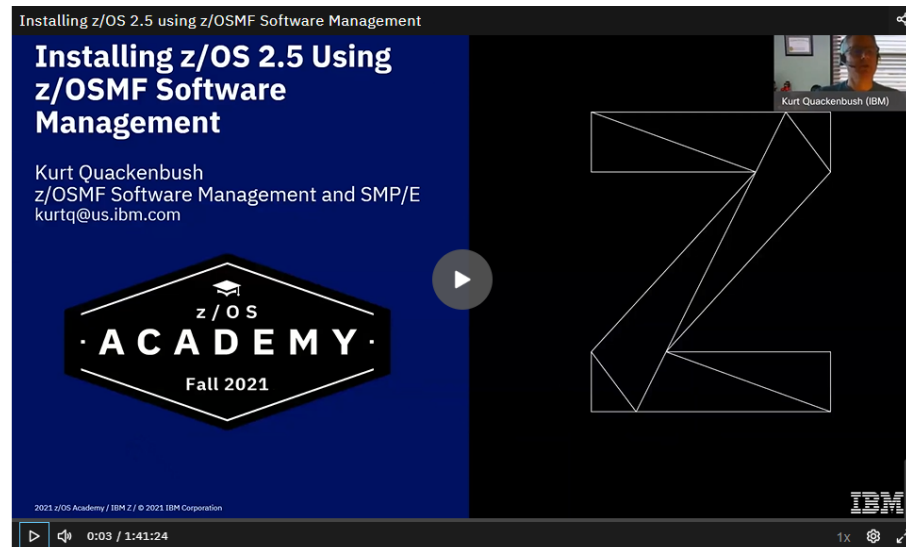 Installing z/OS 2.5 using z/OSMF Software Management
Installing z/OS 2.5 Using
z/OSMF Software
Management
Kurt Quackenbush
z/OSMF Software Management and SMP/E
kurtq@us.ibm.com
z/OS
· ACADEMY ·
Fall 2021
2021 z/OS Academy / IBM Z / © 2021 IBM Corporation
Kurt Quackenbush (IBM)
IBM
0:03 / 1:41:24
1x